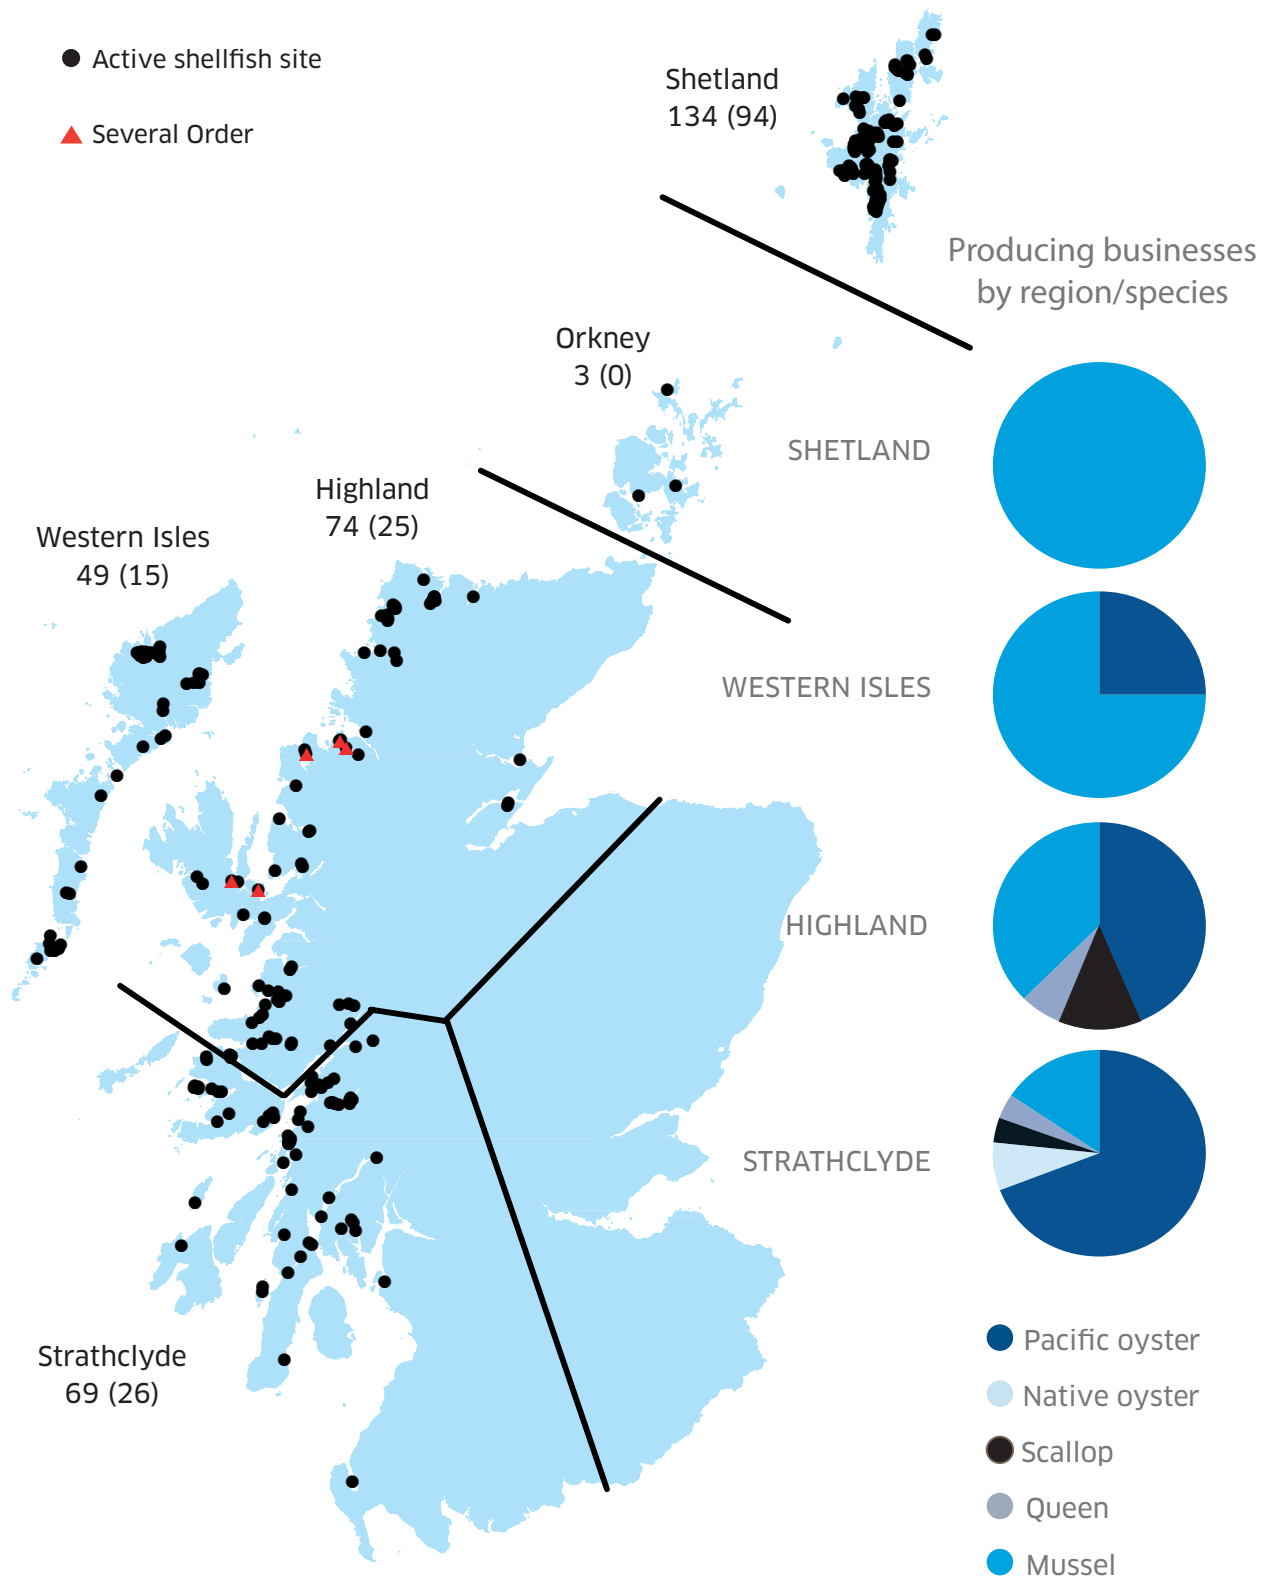 Active shellfish site
Several Order
Shetland
134 (94)
Producing businesses
by region/species
Orkney
3 (0)
SHETLAND
Highland
74 (25)
Western Isles
49 (15)
WESTERN ISLES
HIGHLAND
STRATHCLYDE
Strathclyde
69 (26)
Pacific oyster
Native oyster
Scallop
Queen
Mussel